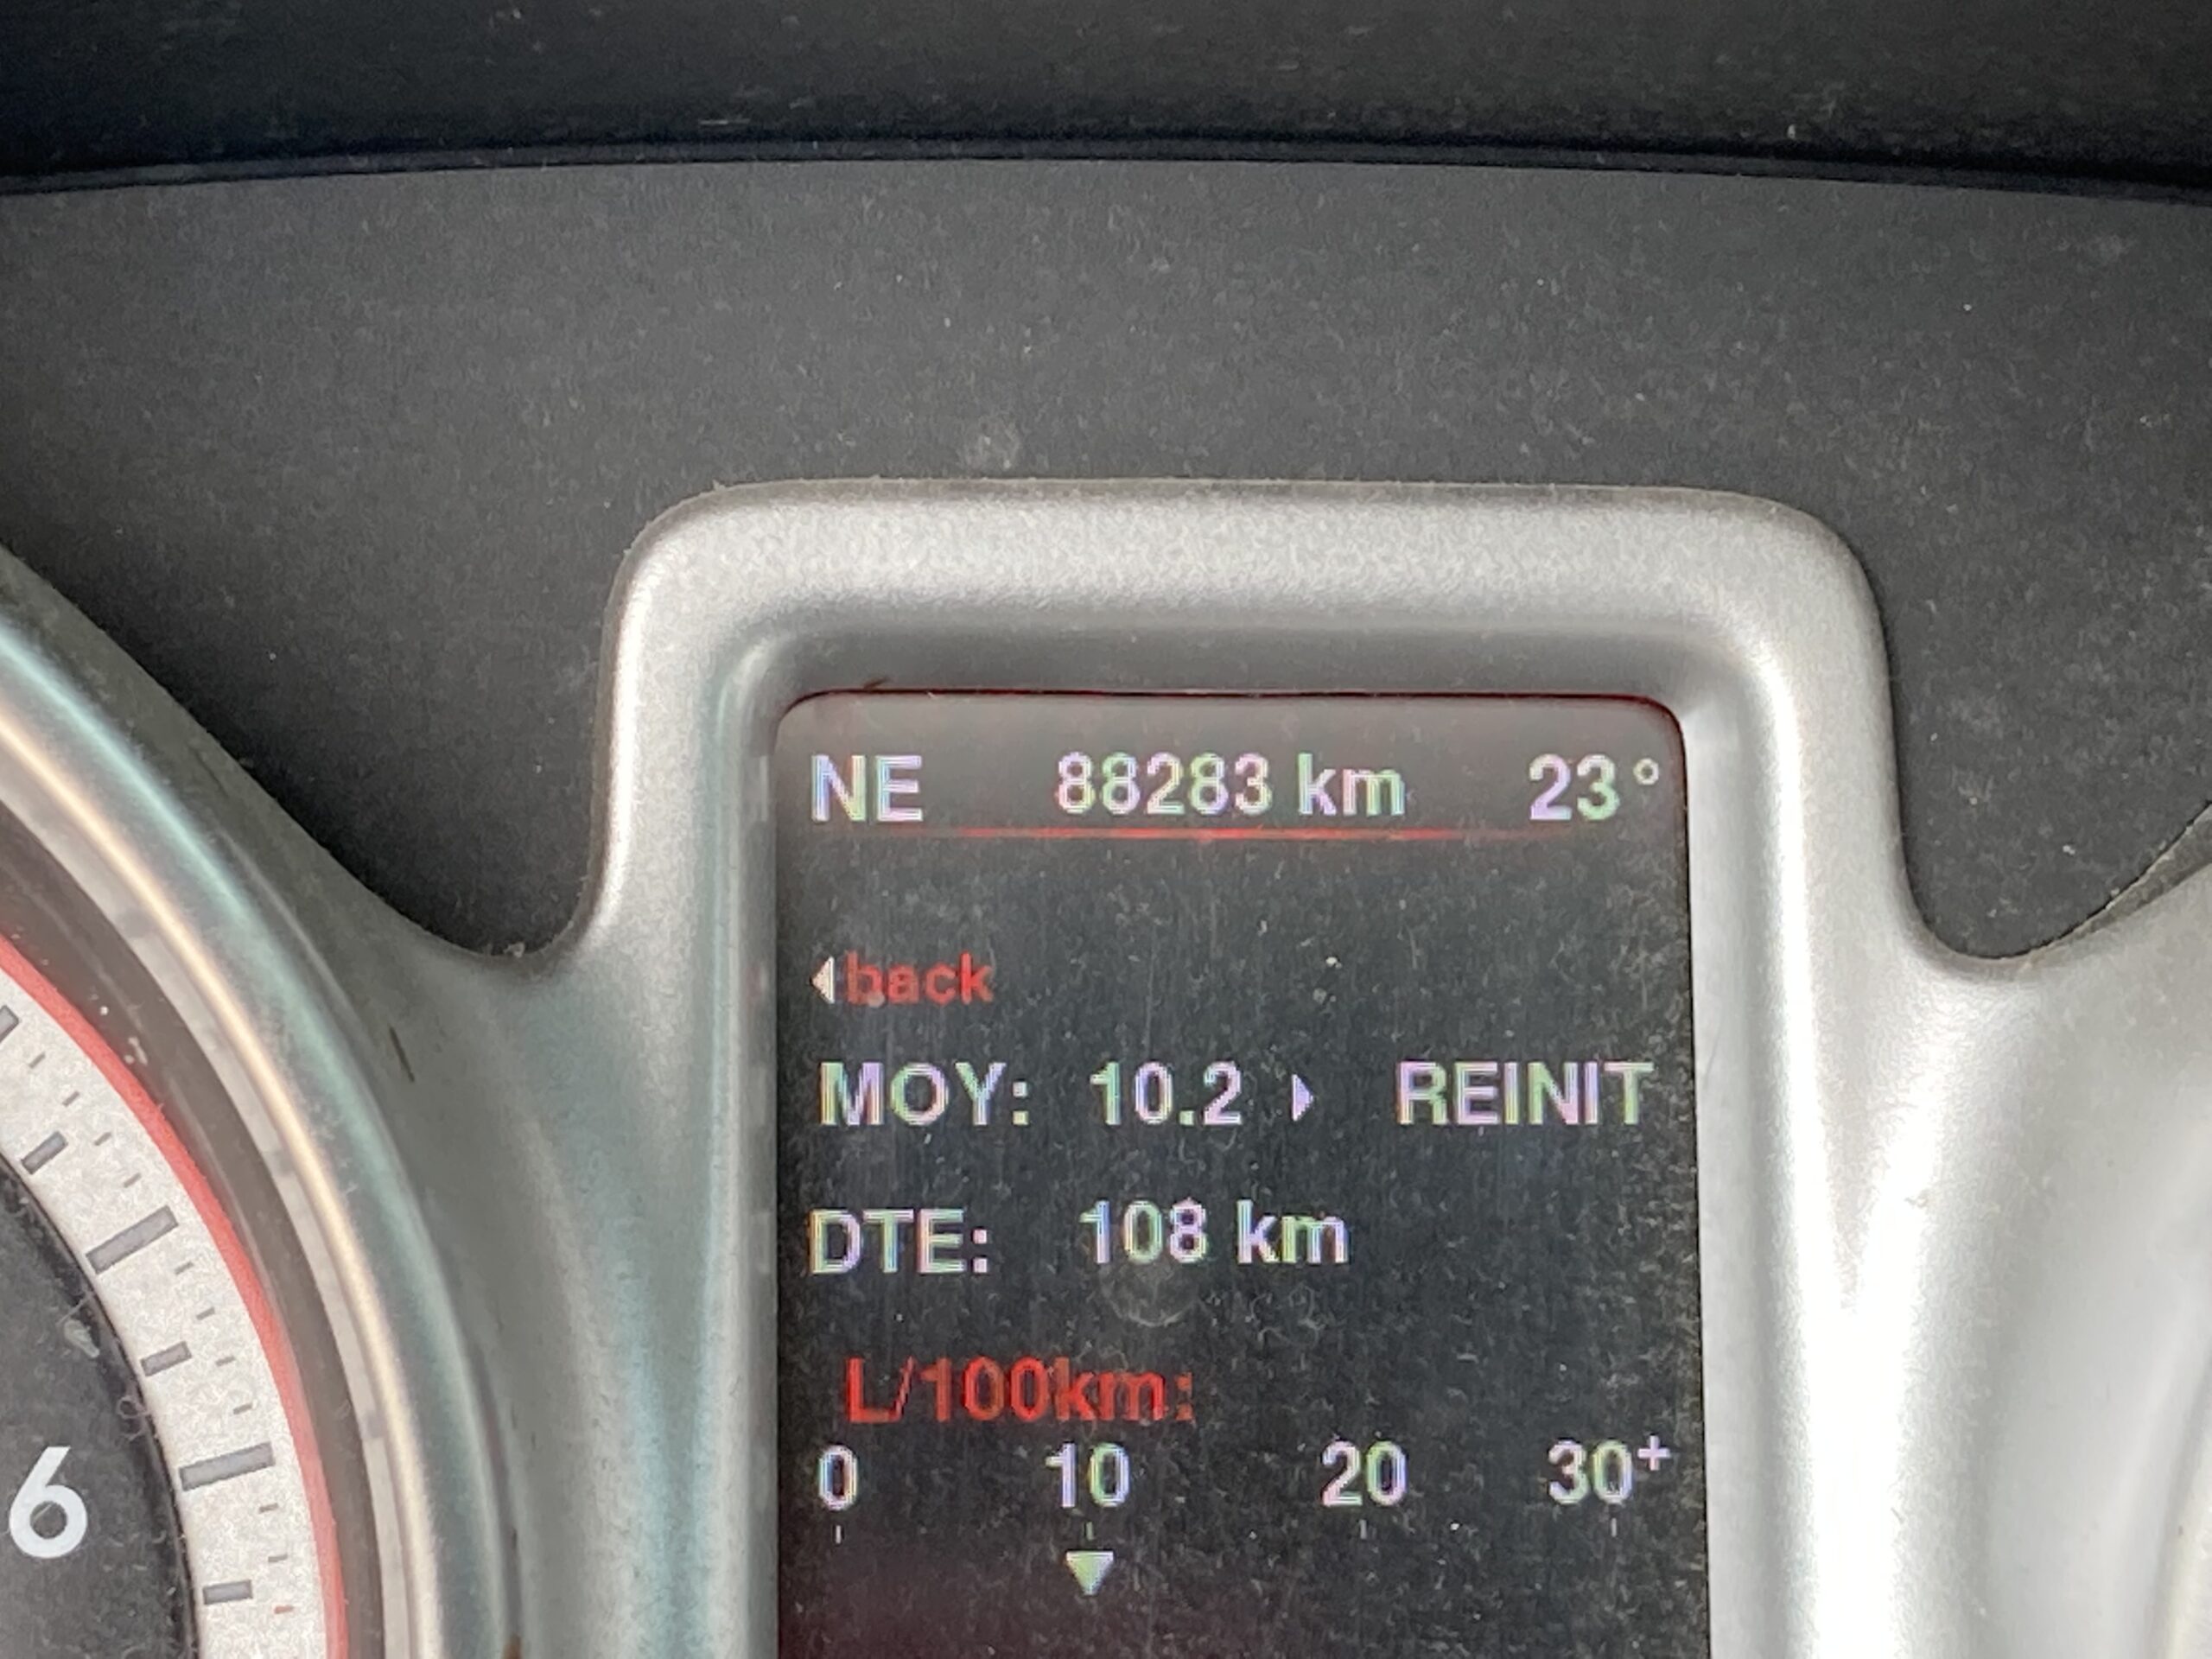 NE 88283 km 23°
back
MOY: 10.2 REINIT
DTE: 108 km
L/100km:
0 10 20 30+
6